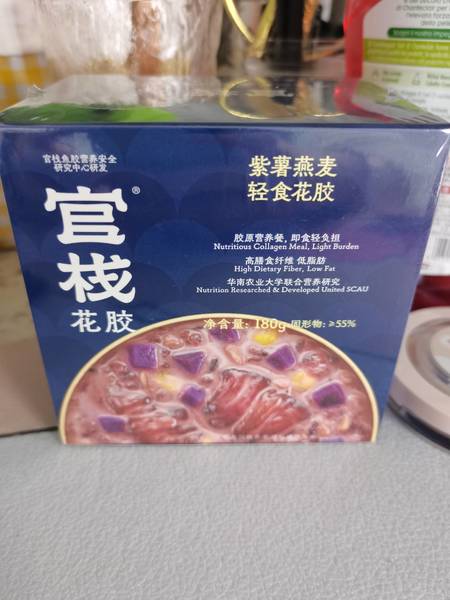 官栈鱼胶营养安全
研究中心研发
官栈®
花胶
紫薯燕麦
轻食花胶
胶原营养餐, 即食轻负担
Nutritious Collagen Meal, Light Burden
高膳食纤维 低脂肪
High Dietary Fiber, Low Fat
华南农业大学联合营养研究
Nutrition Researched & Developed United SCAU
净含量: 180g 固形物: ≥55%